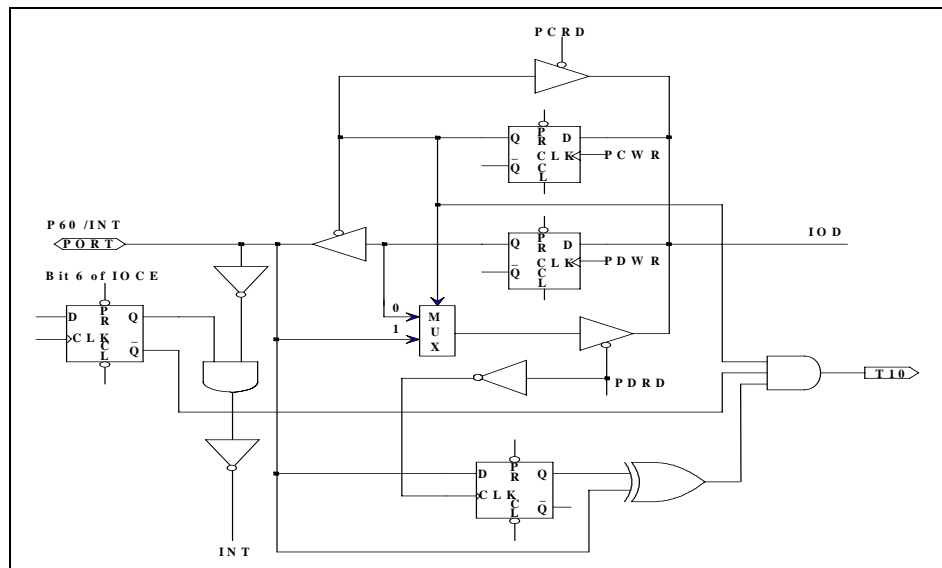 PCRD
Q
PR
D
CLK
PCWR
Q̄
CL
P60 /INT
PORT
IOD
Q
PR
D
CLK
PDWR
Q̄
CL
Bit 6 of IOCE
D
PR
Q
CLK
CL
Q̄
0
1
MUX
PDRD
T10
D
PR
Q
CLK
CL
Q̄
INT